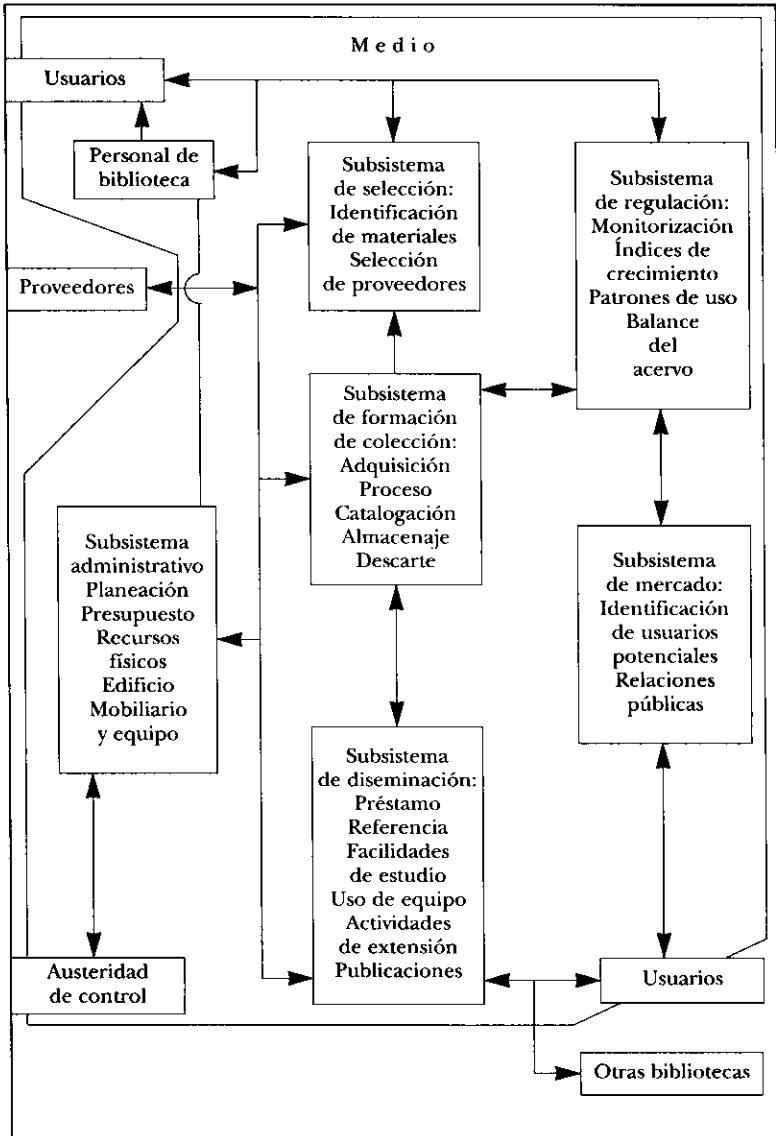 M e d i o
Usuarios
Personal de
biblioteca
Subsistema
de selección:
Identificación
de materiales
Selección
de proveedores
Subsistema
de regulación:
Monitorización
Índices de
crecimiento
Patrones de uso
Balance
del
acervo
Proveedores
Subsistema
de formación
de colección:
Adquisición
Proceso
Catalogación
Almacenaje
Descarte
Subsistema
administrativo
Planeación
Presupuesto
Recursos
físicos
Edificio
Mobiliario
y equipo
Subsistema
de mercado:
Identificación
de usuarios
potenciales
Relaciones
públicas
Subsistema
de diseminación:
Préstamo
Referencia
Facilidades
de estudio
Uso de equipo
Actividades
de extensión
Publicaciones
Austeridad
de control
Usuarios
Otras bibliotecas